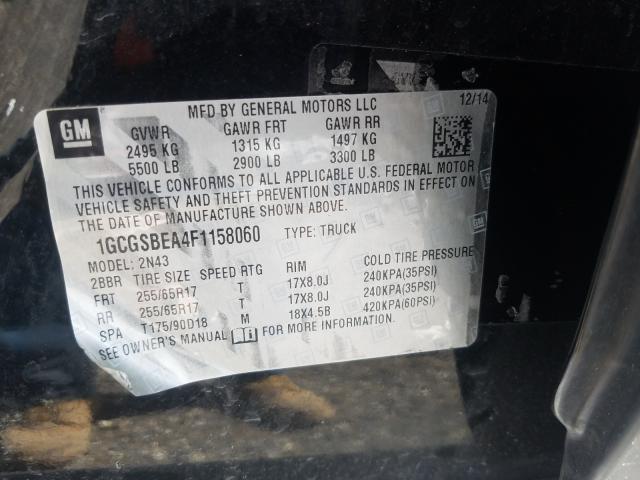 GM
MFD BY GENERAL MOTORS LLC
12/14
GVWR GAWR FRT GAWR RR
2495 KG 1315 KG 1497 KG
5500 LB 2900 LB 3300 LB
THIS VEHICLE CONFORMS TO ALL APPLICABLE U.S. FEDERAL MOTOR
VEHICLE SAFETY AND THEFT PREVENTION STANDARDS IN EFFECT ON
THE DATE OF MANUFACTURE SHOWN ABOVE.
1GCGSBEA4F1158060 TYPE: TRUCK
MODEL: 2N43
2BBR TIRE SIZE SPEED RTG RIM COLD TIRE PRESSURE
FRT 255/65R17 T 17X8.0J 240KPA(35PSI)
RR 255/65R17 T 17X8.0J 240KPA(35PSI)
SPA T175/90D18 M 18X4.5B 420KPA(60PSI)
SEE OWNER'S MANUAL FOR MORE INFORMATION.